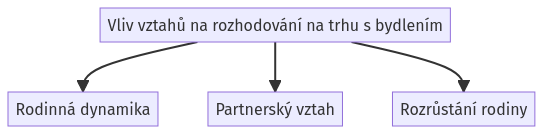 Vliv vztahů na rozhodování na trhu s bydlením
Rodinná dynamika
Partnerský vztah
Rozrůstání rodiny